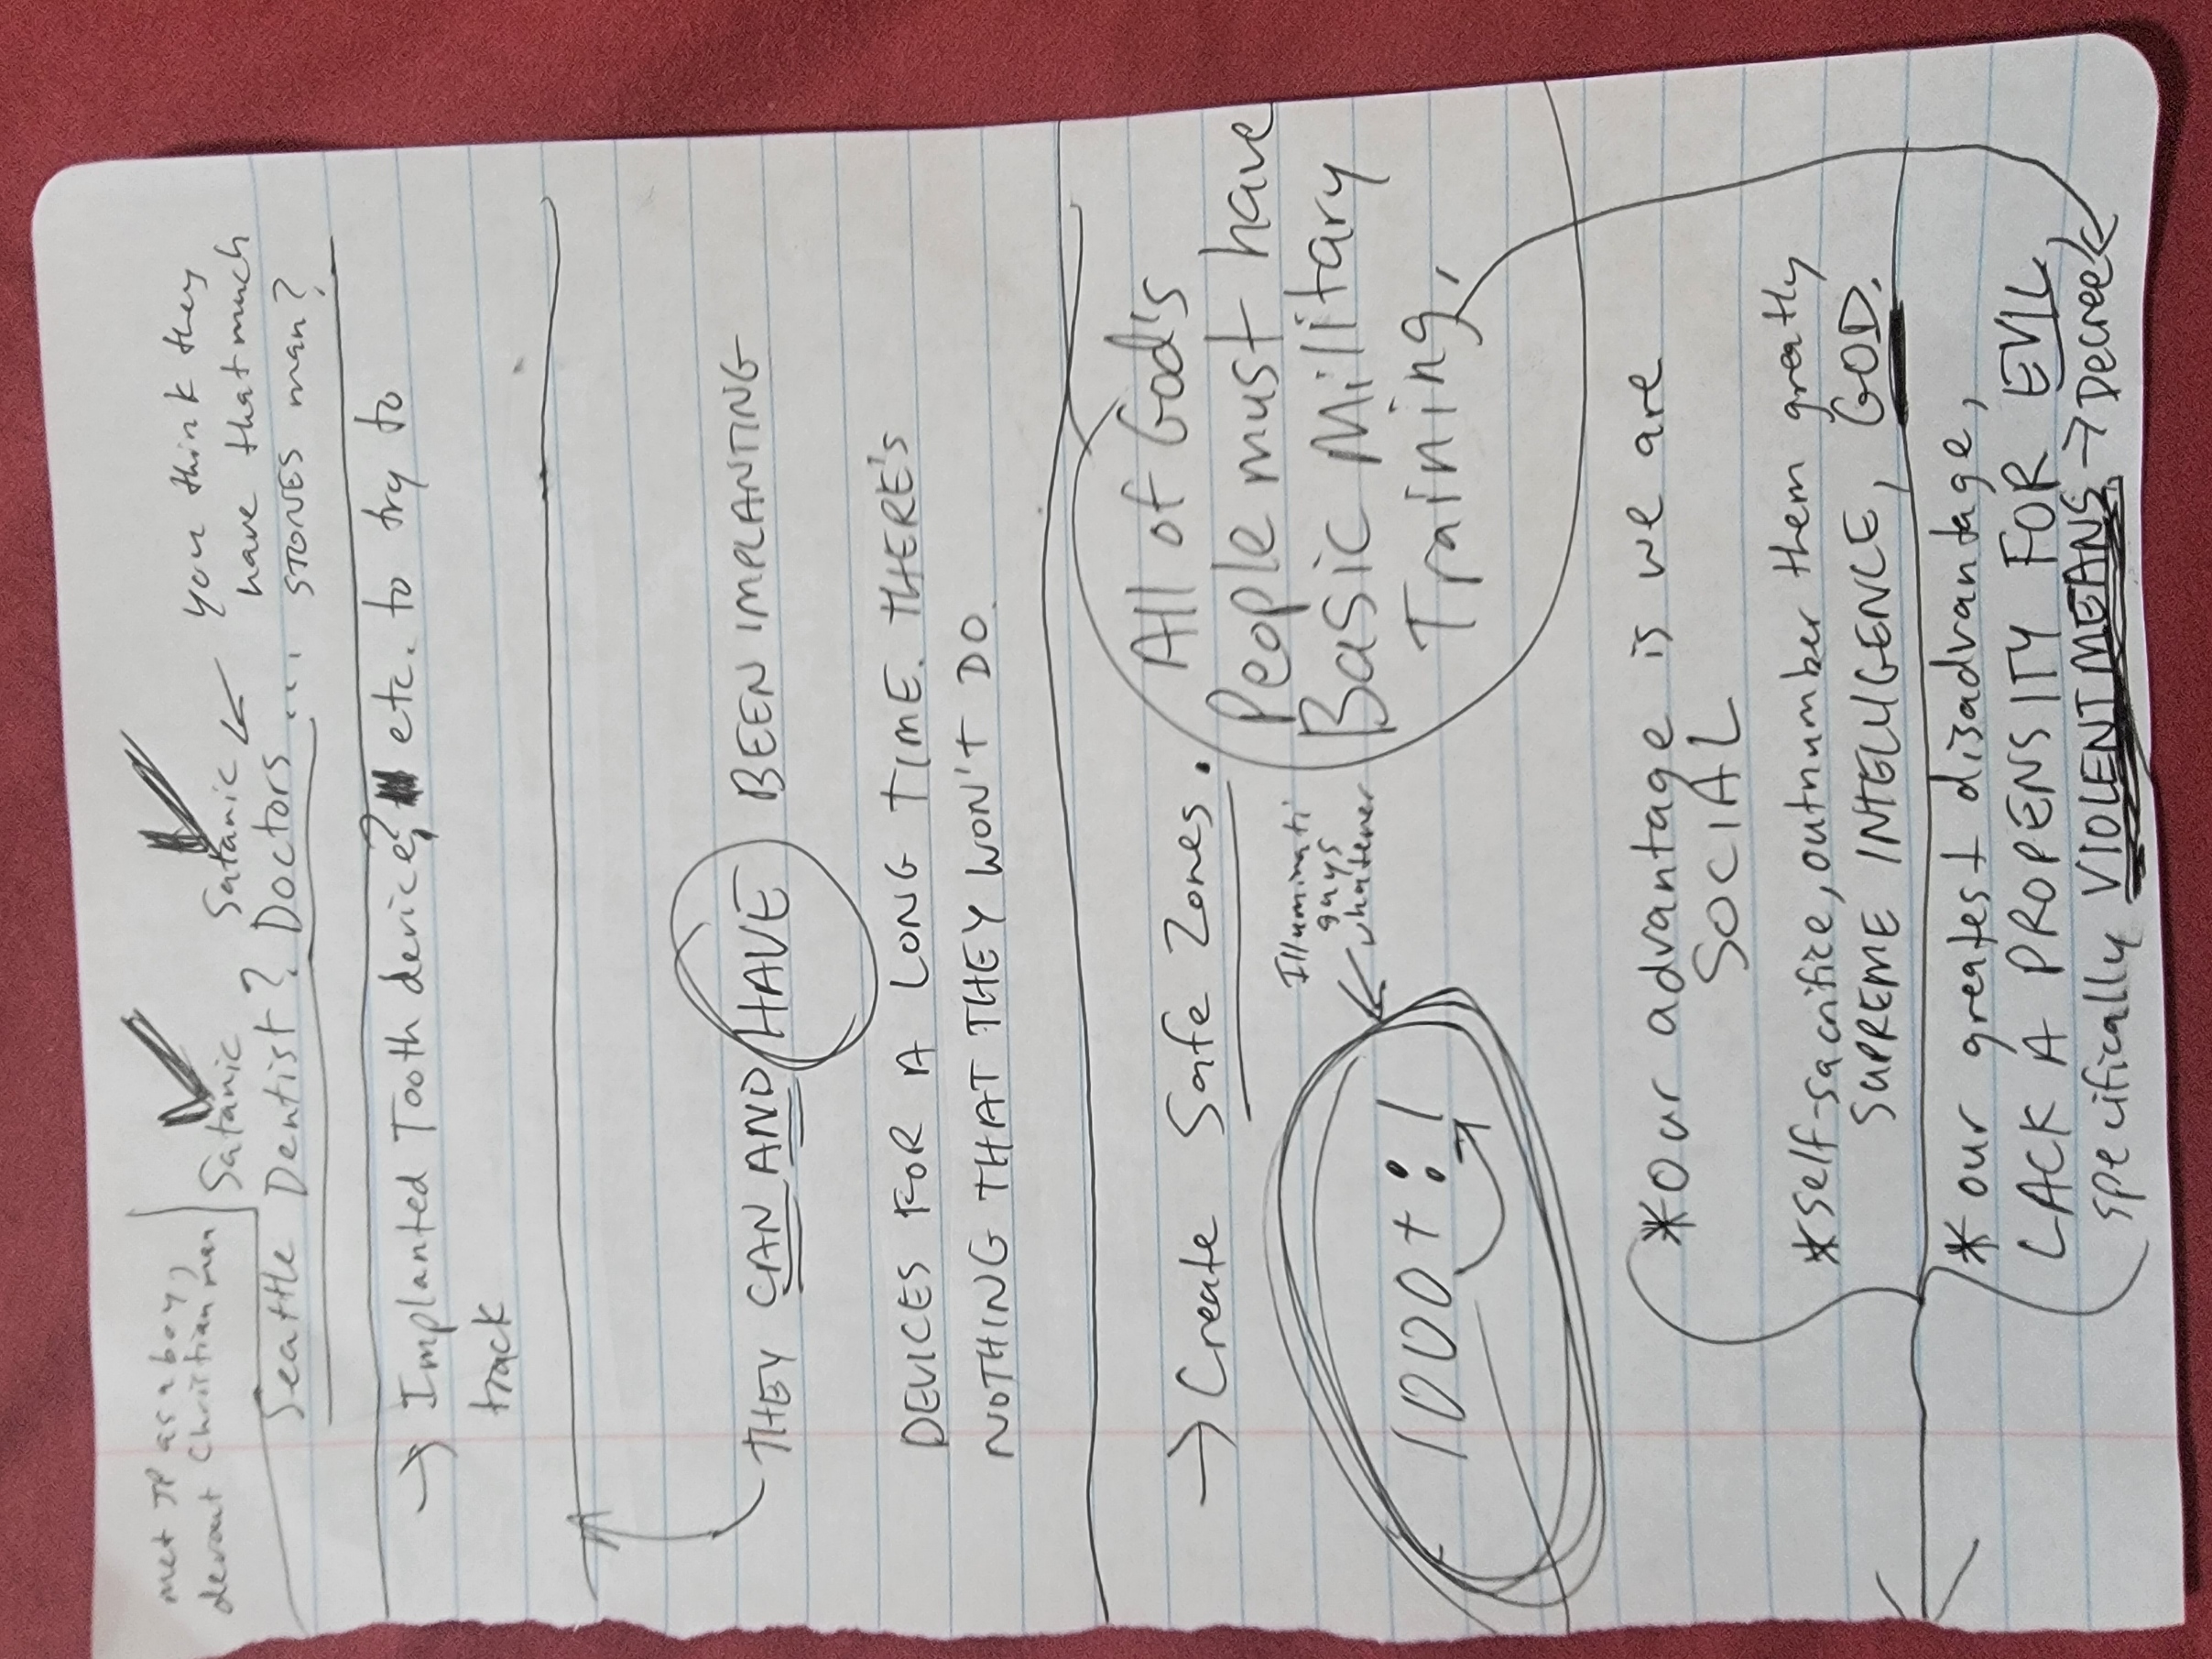 met JP as a boy,
devout Christian man
Satanic Satanic
Seattle Dentist? Doctors...
you think they
have that much
STONES man?
→ Implanted Tooth device? etc. to try to
track
THEY CAN AND HAVE BEEN IMPLANTING
DEVICES FOR A LONG TIME. THERE'S
NOTHING THAT THEY WON'T DO.
→ Create Safe Zones.
All of God's
People must have
Basic Military
Training,
Illuminati
guys
whatever
1000+:1
*Our advantage is we are
SOCIAL
*Self-sacrifice, outnumber them greatly
SUPREME INTELLIGENCE, GOD.
*our greatest disadvantage,
LACK A PROPENSITY FOR EVIL,
specifically VIOLENT MEANS. → Decree